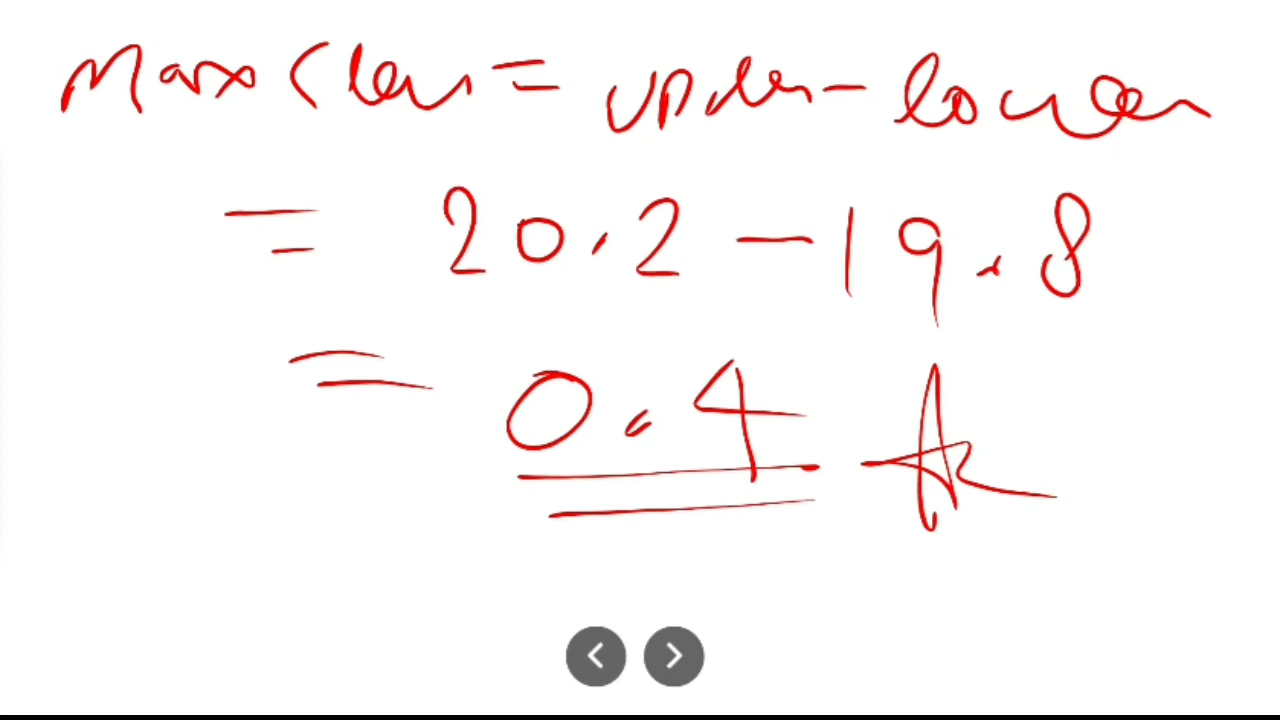 Max Clear = upper - lower
= 20.2 - 19.8
= 0.4